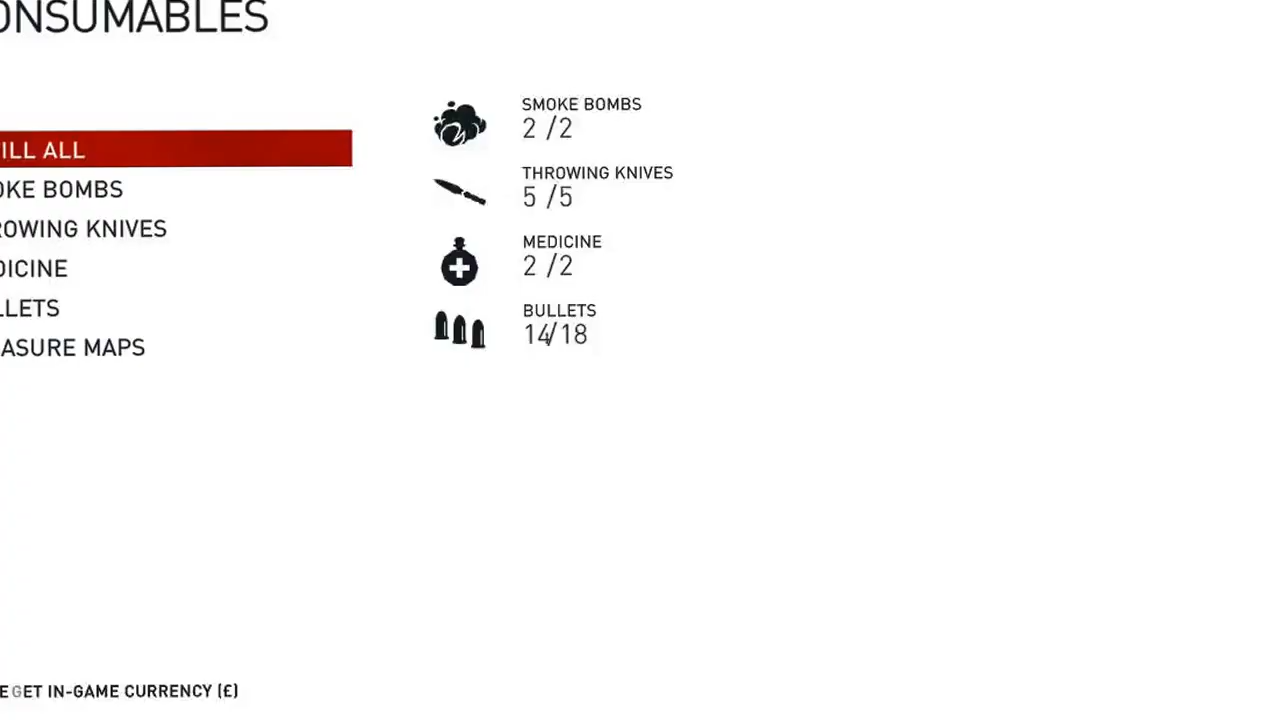 ONSUMABLES
ILL ALL
OKE BOMBS
ROWING KNIVES
DICINE
LLETS
ASURE MAPS
SMOKE BOMBS
2 /2
THROWING KNIVES
5 /5
MEDICINE
2 /2
BULLETS
14/18
E GET IN-GAME CURRENCY (£)